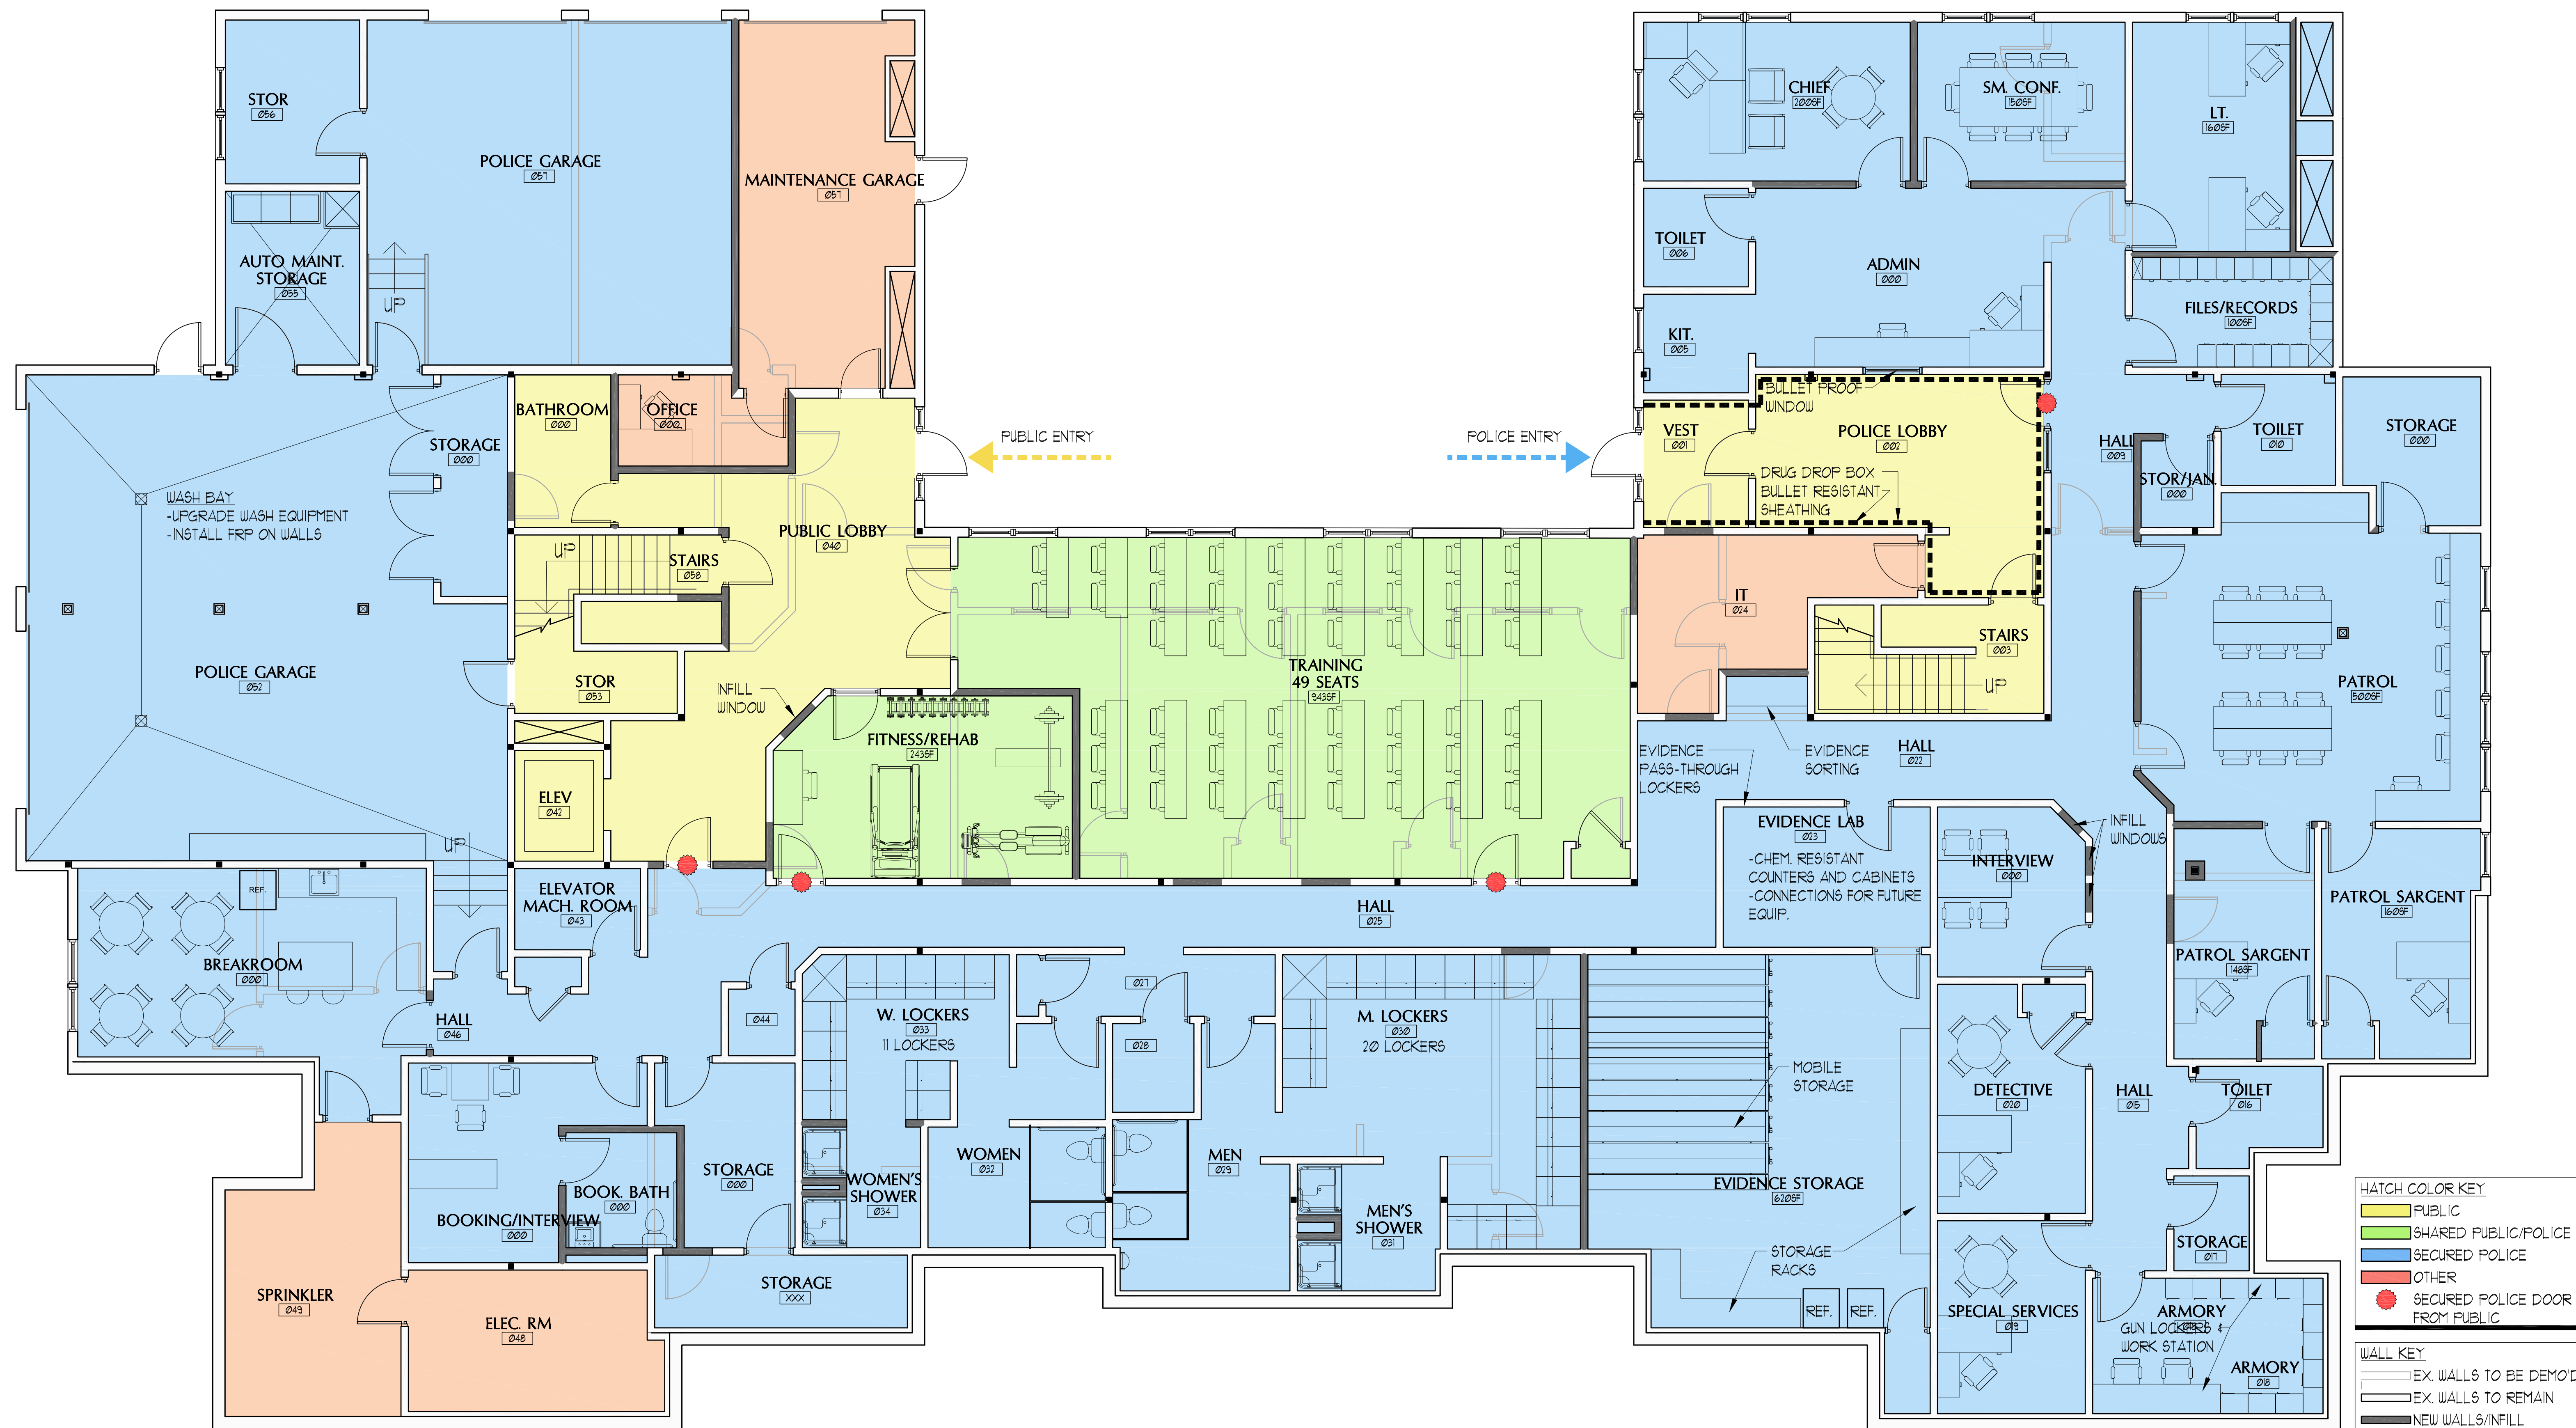 STOR
056
POLICE GARAGE
057
MAINTENANCE GARAGE
057
AUTO MAINT.
STORAGE
055
UP
CHIEF
200SF
SM. CONF.
150SF
LT.
160SF
TOILET
006
ADMIN
000
KIT.
005
FILES/RECORDS
100SF
BATHROOM
000
OFFICE
000
STORAGE
000
WASH BAY
-UPGRADE WASH EQUIPMENT
-INSTALL FRP ON WALLS
PUBLIC ENTRY
POLICE ENTRY
BULLET PROOF
WINDOW
VEST
001
POLICE LOBBY
002
DRUG DROP BOX
BULLET RESISTANT
SHEATHING
HALL
009
TOILET
010
STORAGE
000
STOR/JAN.
000
PUBLIC LOBBY
040
UP
STAIRS
058
IT
024
STAIRS
003
UP
TRAINING
49 SEATS
943SF
POLICE GARAGE
052
STOR
053
INFILL
WINDOW
PATROL
500SF
FITNESS/REHAB
243SF
EVIDENCE
PASS-THROUGH
LOCKERS
EVIDENCE
SORTING
HALL
022
ELEV
042
UP
EVIDENCE LAB
023
-CHEM. RESISTANT
COUNTERS AND CABINETS
-CONNECTIONS FOR FUTURE
EQUIP.
INFILL
WINDOWS
INTERVIEW
000
REF.
ELEVATOR
MACH. ROOM
043
HALL
025
PATROL SARGENT
160SF
BREAKROOM
000
PATROL SARGENT
148SF
HALL
046
044
W. LOCKERS
033
11 LOCKERS
027
028
M. LOCKERS
030
20 LOCKERS
MOBILE
STORAGE
DETECTIVE
020
HALL
015
TOILET
016
STORAGE
000
WOMEN
032
MEN
029
WOMEN'S
SHOWER
034
EVIDENCE STORAGE
620SF
BOOK. BATH
000
BOOKING/INTERVIEW
000
MEN'S
SHOWER
031
STORAGE
RACKS
STORAGE
017
STORAGE
XXX
SPRINKLER
049
ELEC. RM
048
REF.
REF.
SPECIAL SERVICES
019
ARMORY
GUN LOCKERS &
WORK STATION
ARMORY
018
HATCH COLOR KEY
PUBLIC
SHARED PUBLIC/POLICE
SECURED POLICE
OTHER
SECURED POLICE DOOR
FROM PUBLIC
WALL KEY
EX. WALLS TO BE DEMO'D
EX. WALLS TO REMAIN
NEW WALLS/INFILL